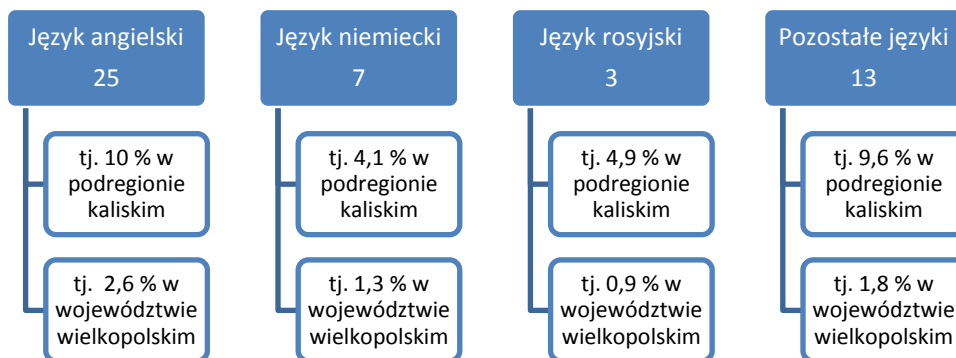 Język angielski
25
tj. 10 % w
podregionie
kaliskim
tj. 2,6 % w
województwie
wielkopolskim
Język niemiecki
7
tj. 4,1 % w
podregionie
kaliskim
tj. 1,3 % w
województwie
wielkopolskim
Język rosyjski
3
tj. 4,9 % w
podregionie
kaliskim
tj. 0,9 % w
województwie
wielkopolskim
Pozostałe języki
13
tj. 9,6 % w
podregionie
kaliskim
tj. 1,8 % w
województwie
wielkopolskim